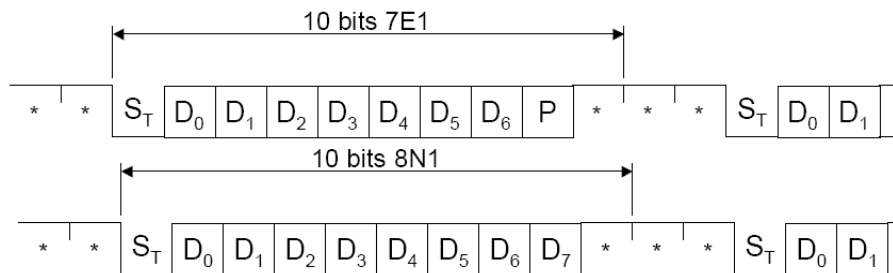 10 bits 7E1
* * S_T D_0 D_1 D_2 D_3 D_4 D_5 D_6 P * * * S_T D_0 D_1
10 bits 8N1
* * S_T D_0 D_1 D_2 D_3 D_4 D_5 D_6 D_7 * * * S_T D_0 D_1